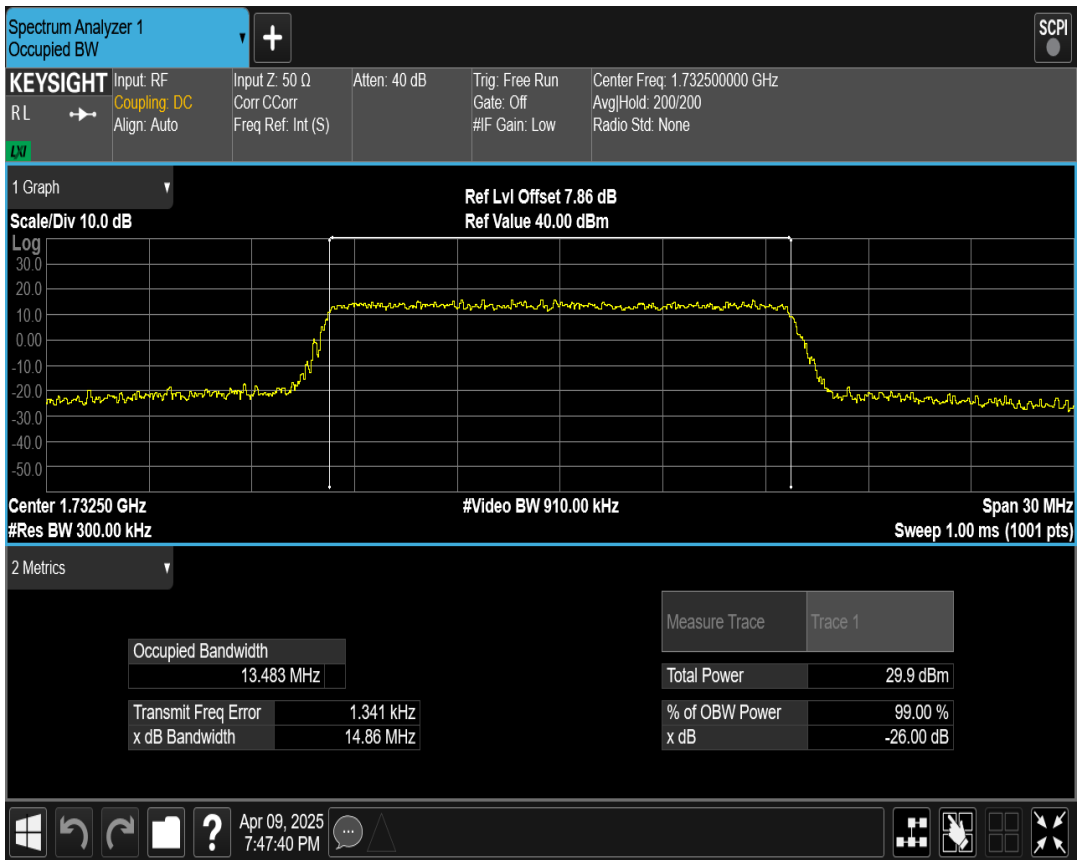 Spectrum Analyzer 1
Occupied BW
+
SCPI
KEYSIGHT
RL
LXI
Input: RF
Coupling: DC
Align: Auto
Input Z: 50 Ω
Corr CCorr
Freq Ref: Int (S)
Atten: 40 dB
Trig: Free Run
Gate: Off
#IF Gain: Low
Center Freq: 1.732500000 GHz
Avg|Hold: 200/200
Radio Std: None
1 Graph
Scale/Div 10.0 dB
Ref Lvl Offset 7.86 dB
Ref Value 40.00 dBm
Log
30.0
20.0
10.0
0.00
-10.0
-20.0
-30.0
-40.0
-50.0
Center 1.73250 GHz
#Res BW 300.00 kHz
#Video BW 910.00 kHz
Span 30 MHz
Sweep 1.00 ms (1001 pts)
2 Metrics
Measure Trace Trace 1
Occupied Bandwidth
13.483 MHz
Total Power 29.9 dBm
Transmit Freq Error 1.341 kHz
x dB Bandwidth 14.86 MHz
% of OBW Power 99.00 %
x dB -26.00 dB
?
Apr 09, 2025
7:47:40 PM